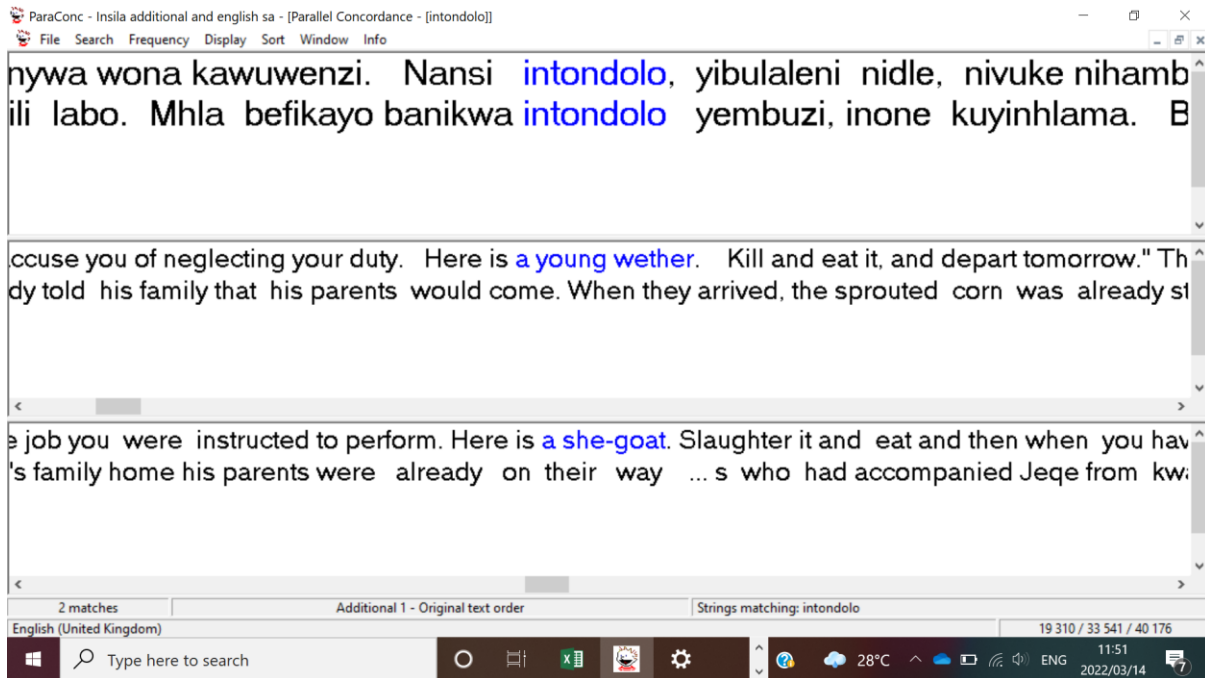 ParaConc - Insila additional and english sa - [Parallel Concordance - [intondolo]]
File Search Frequency Display Sort Window Info
nywa wona kawuwenzi. Nansi intondolo, yibulaleni nidle, nivuke nihamb
ili labo. Mhla befikayo banikwa intondolo yembuzi, inone kuyinhlama. B
ccuse you of neglecting your duty. Here is a young wether. Kill and eat it, and depart tomorrow." Th
dy told his family that his parents would come. When they arrived, the sprouted corn was already st
e job you were instructed to perform. Here is a she-goat. Slaughter it and eat and then when you hav
's family home his parents were already on their way ... s who had accompanied Jeqe from kwa
2 matches Additional 1 - Original text order Strings matching: intondolo
English (United Kingdom) 19 310 / 33 541 / 40 176
Type here to search 28°C ENG 11:51
2022/03/14 7